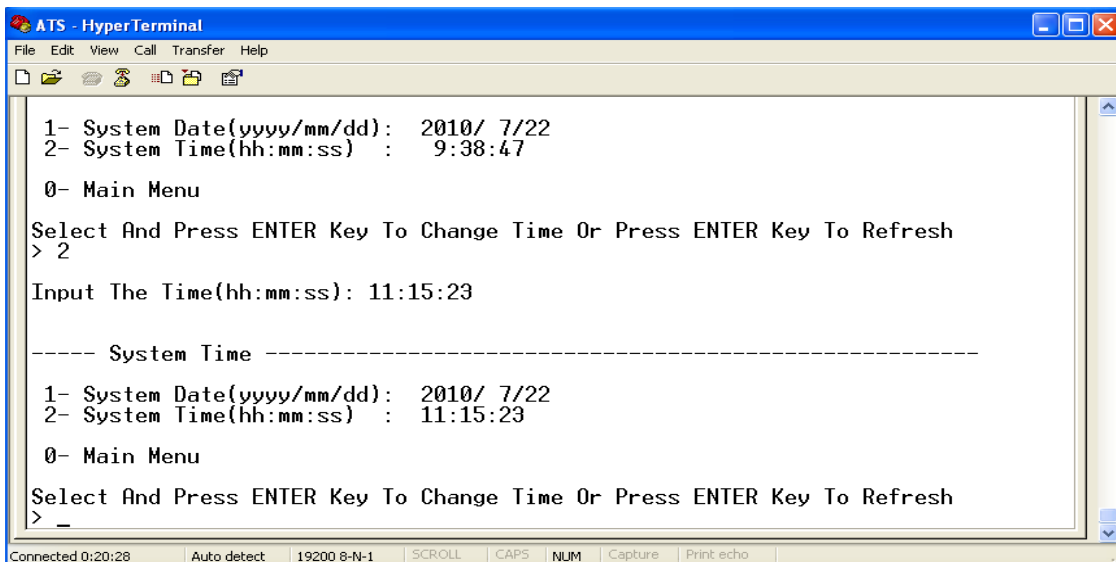 ATS - HyperTerminal
File Edit View Call Transfer Help
1- System Date(yyyy/mm/dd): 2010/ 7/22
2- System Time(hh:mm:ss) : 9:38:47
0- Main Menu
Select And Press ENTER Key To Change Time Or Press ENTER Key To Refresh
> 2
Input The Time(hh:mm:ss): 11:15:23
----- System Time -------------------------------------------------------
1- System Date(yyyy/mm/dd): 2010/ 7/22
2- System Time(hh:mm:ss) : 11:15:23
0- Main Menu
Select And Press ENTER Key To Change Time Or Press ENTER Key To Refresh
> _
Connected 0:20:28 Auto detect 19200 8-N-1 SCROLL CAPS NUM Capture Print echo